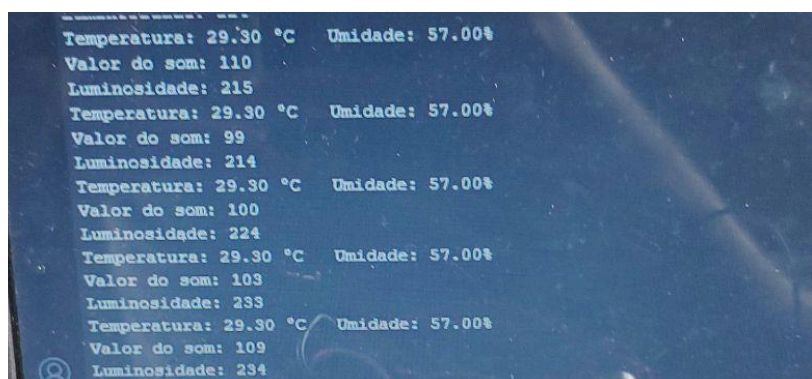 Temperatura: 29.30 °C Umidade: 57.00%
Valor do som: 110
Luminosidade: 215
Temperatura: 29.30 °C Umidade: 57.00%
Valor do som: 99
Luminosidade: 214
Temperatura: 29.30 °C Umidade: 57.00%
Valor do som: 100
Luminosidade: 224
Temperatura: 29.30 °C Umidade: 57.00%
Valor do som: 103
Luminosidade: 233
Temperatura: 29.30 °C Umidade: 57.00%
Valor do som: 109
Luminosidade: 234